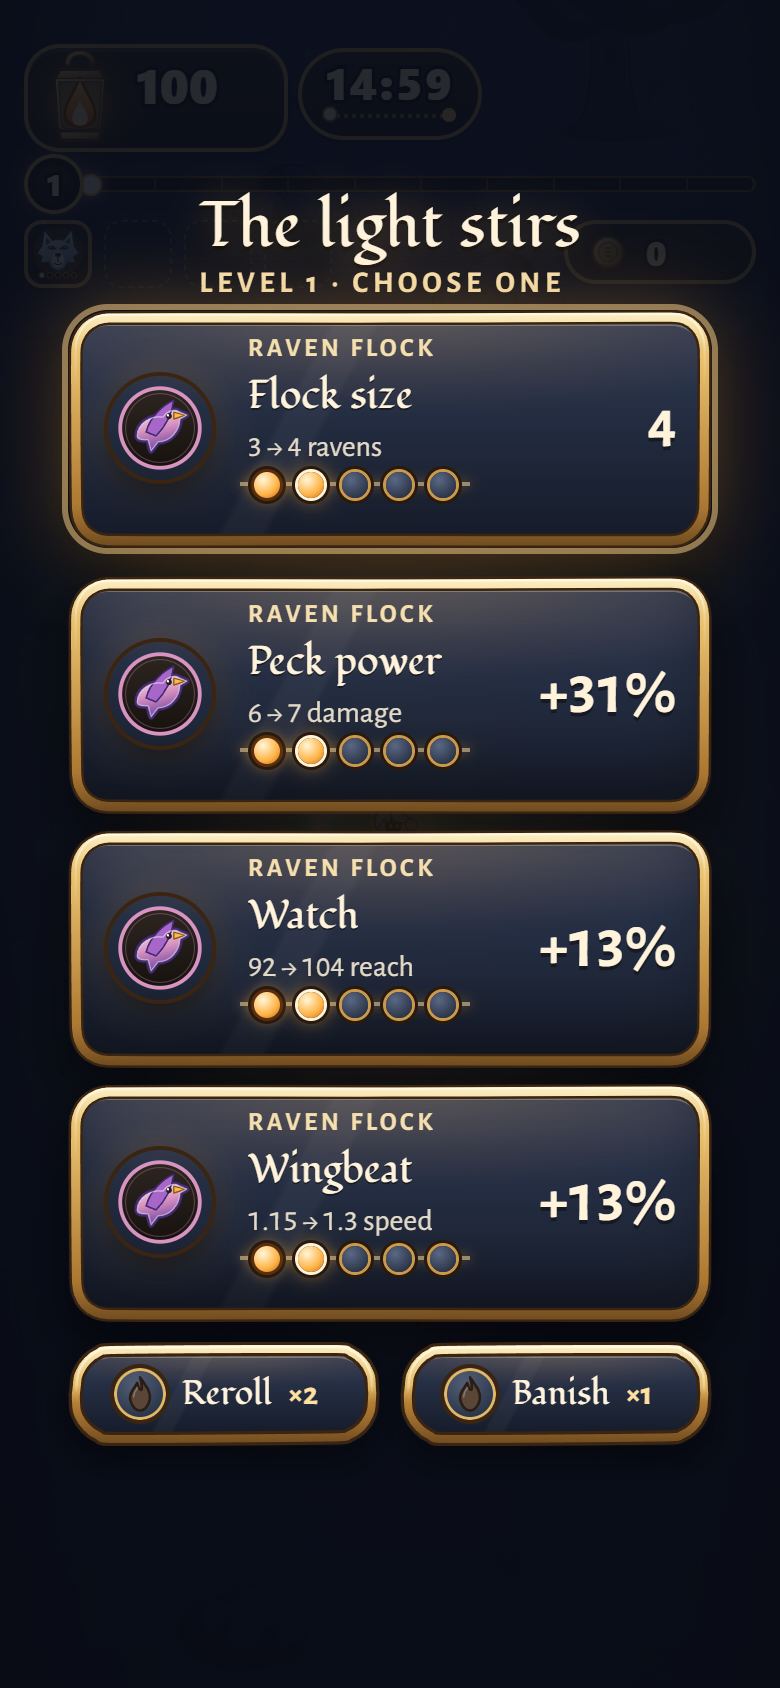 100
14:59
1
0
The light stirs
LEVEL 1 · CHOOSE ONE
RAVEN FLOCK
Flock size
3→4 ravens
4
RAVEN FLOCK
Peck power
6→7 damage
+31%
RAVEN FLOCK
Watch
92→104 reach
+13%
RAVEN FLOCK
Wingbeat
1.15→1.3 speed
+13%
Reroll ×2
Banish ×1